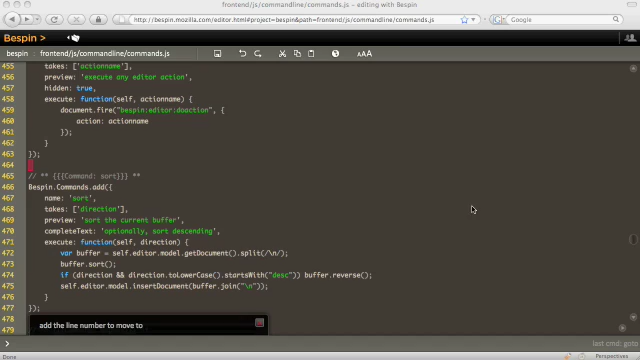 frontend/js/commandline/commands.js - editing with Bespin
http://bespin.mozilla.com/editor.html#project=bespin&path=frontend/js/commandline/commands.js
Google
Bespin >
bespin frontend/js/commandline/commands.js
AAA
455 takes: ['actionname'],
456 preview: 'execute any editor action',
457 hidden: true,
458 execute: function(self, actionname) {
459 document.fire("bespin:editor:doaction", {
460 action: actionname
461 });
462 }
463 });
464
465 // ** {{{Command: sort}}} **
466 Bespin.Commands.add({
467 name: 'sort',
468 takes: ['direction'],
469 preview: 'sort the current buffer',
470 completeText: 'optionally, sort descending',
471 execute: function(self, direction) {
472 var buffer = self.editor.model.getDocument().split(/\n/);
473 buffer.sort();
474 if (direction && direction.toLowerCase().startsWith("desc")) buffer.reverse();
475 self.editor.model.insertDocument(buffer.join("\n"));
476 }
477 });
478
479
add the line number to move to
> last cmd: goto
Done Perspectives